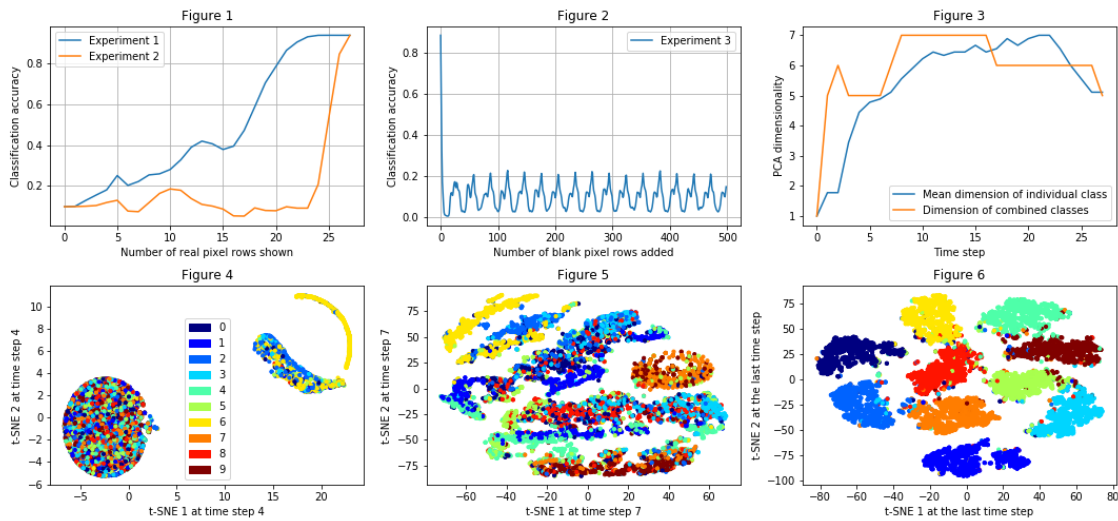 Figure 1
Classification accuracy
0.8
0.6
0.4
0.2
Experiment 1
Experiment 2
0 5 10 15 20 25
Number of real pixel rows shown
Figure 2
Classification accuracy
0.8
0.6
0.4
0.2
0.0
Experiment 3
0 100 200 300 400 500
Number of blank pixel rows added
Figure 3
PCA dimensionality
7
6
5
4
3
2
1
Mean dimension of individual class
Dimension of combined classes
0 5 10 15 20 25
Time step
Figure 4
t-SNE 2 at time step 4
10
8
6
4
2
0
−2
−4
−6
0
1
2
3
4
5
6
7
8
9
−5 0 5 10 15 20
t-SNE 1 at time step 4
Figure 5
t-SNE 2 at time step 7
75
50
25
0
−25
−50
−75
−60 −40 −20 0 20 40 60
t-SNE 1 at time step 7
Figure 6
t-SNE 2 at the last time step
75
50
25
0
−25
−50
−75
−100
−80 −60 −40 −20 0 20 40 60 80
t-SNE 1 at the last time step